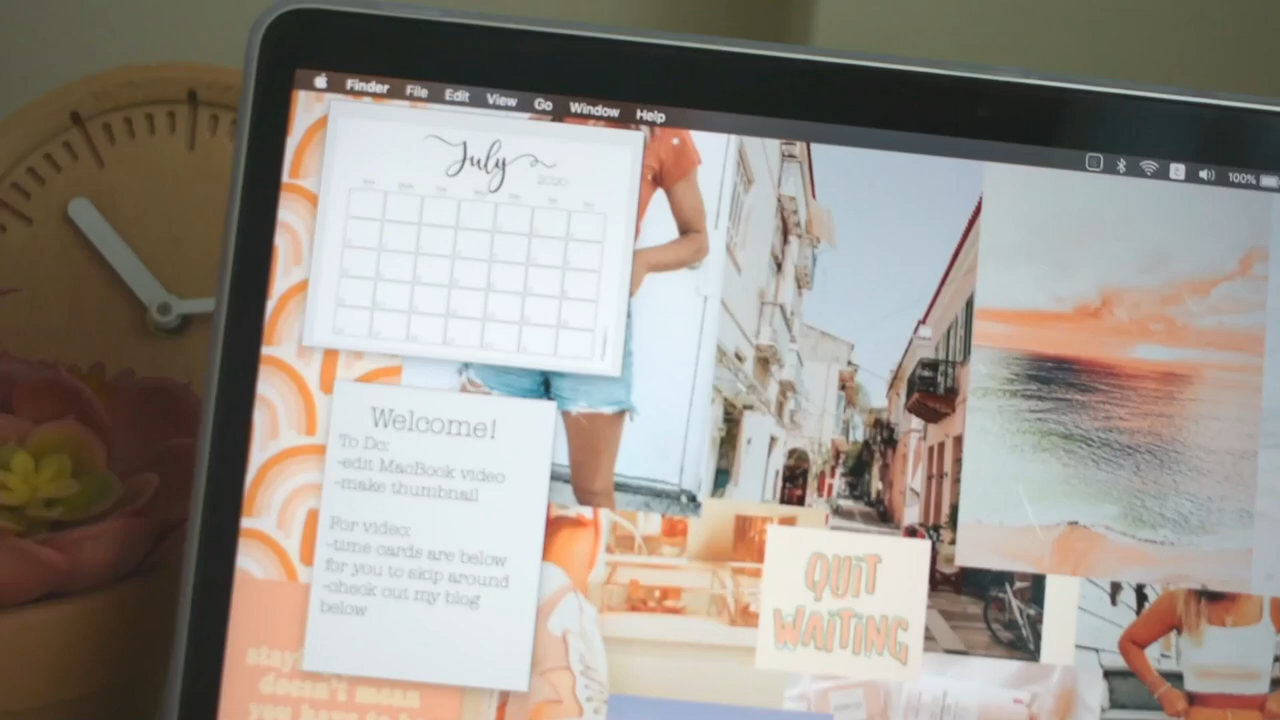 Finder File Edit View Go Window Help
100%
July
2020
Welcome!
To Do:
-edit MacBook video
-make thumbnail
For video:
-time cards are below
for you to skip around
-check out my blog
below
QUIT
WAITING
doesn't mean